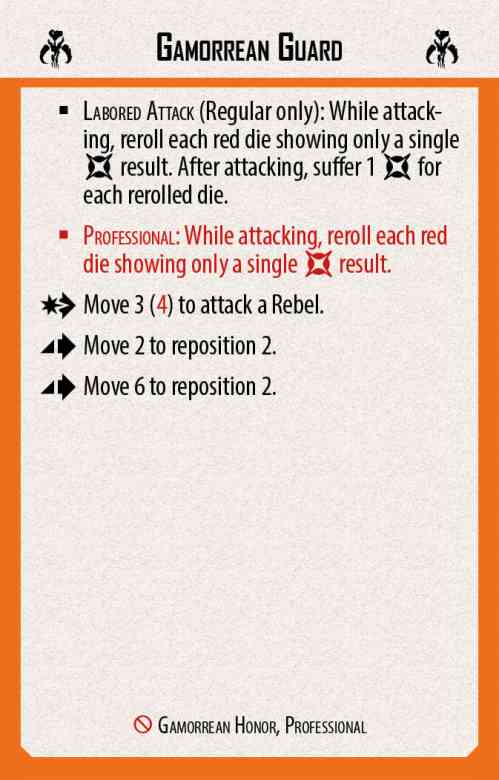 Gamorrean Guard
▪ Labored Attack (Regular only): While attack-
ing, reroll each red die showing only a single
result. After attacking, suffer 1 for
each rerolled die.
▪ Professional: While attacking, reroll each red
die showing only a single result.
Move 3 (4) to attack a Rebel.
Move 2 to reposition 2.
Move 6 to reposition 2.
Gamorrean Honor, Professional